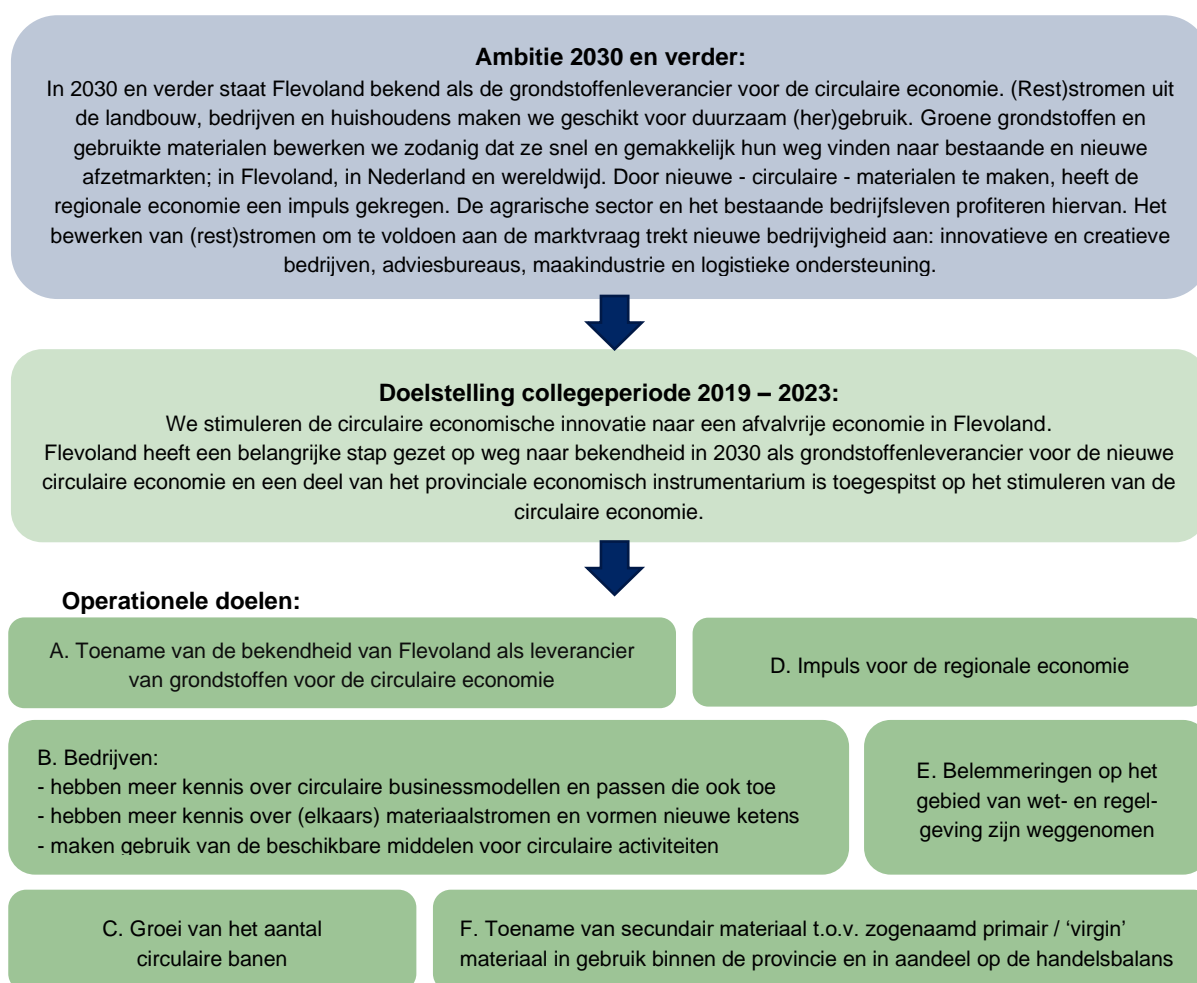 Ambitie 2030 en verder:
In 2030 en verder staat Flevoland bekend als de grondstoffenleverancier voor de circulaire economie. (Rest)stromen uit
de landbouw, bedrijven en huishoudens maken we geschikt voor duurzaam (her)gebruik. Groene grondstoffen en
gebruikte materialen bewerken we zodanig dat ze snel en gemakkelijk hun weg vinden naar bestaande en nieuwe
afzetmarkten; in Flevoland, in Nederland en wereldwijd. Door nieuwe - circulaire - materialen te maken, heeft de
regionale economie een impuls gekregen. De agrarische sector en het bestaande bedrijfsleven profiteren hiervan. Het
bewerken van (rest)stromen om te voldoen aan de marktvraag trekt nieuwe bedrijvigheid aan: innovatieve en creatieve
bedrijven, adviesbureaus, maakindustrie en logistieke ondersteuning.
Doelstelling collegeperiode 2019 – 2023:
We stimuleren de circulaire economische innovatie naar een afvalvrije economie in Flevoland.
Flevoland heeft een belangrijke stap gezet op weg naar bekendheid in 2030 als grondstoffenleverancier voor de nieuwe
circulaire economie en een deel van het provinciale economisch instrumentarium is toegespitst op het stimuleren van de
circulaire economie.
Operationele doelen:
A. Toename van de bekendheid van Flevoland als leverancier
van grondstoffen voor de circulaire economie
D. Impuls voor de regionale economie
B. Bedrijven:
- hebben meer kennis over circulaire businessmodellen en passen die ook toe
- hebben meer kennis over (elkaars) materiaalstromen en vormen nieuwe ketens
- maken gebruik van de beschikbare middelen voor circulaire activiteiten
E. Belemmeringen op het
gebied van wet- en regel-
geving zijn weggenomen
C. Groei van het aantal
circulaire banen
F. Toename van secundair materiaal t.o.v. zogenaamd primair / ‘virgin’
materiaal in gebruik binnen de provincie en in aandeel op de handelsbalans